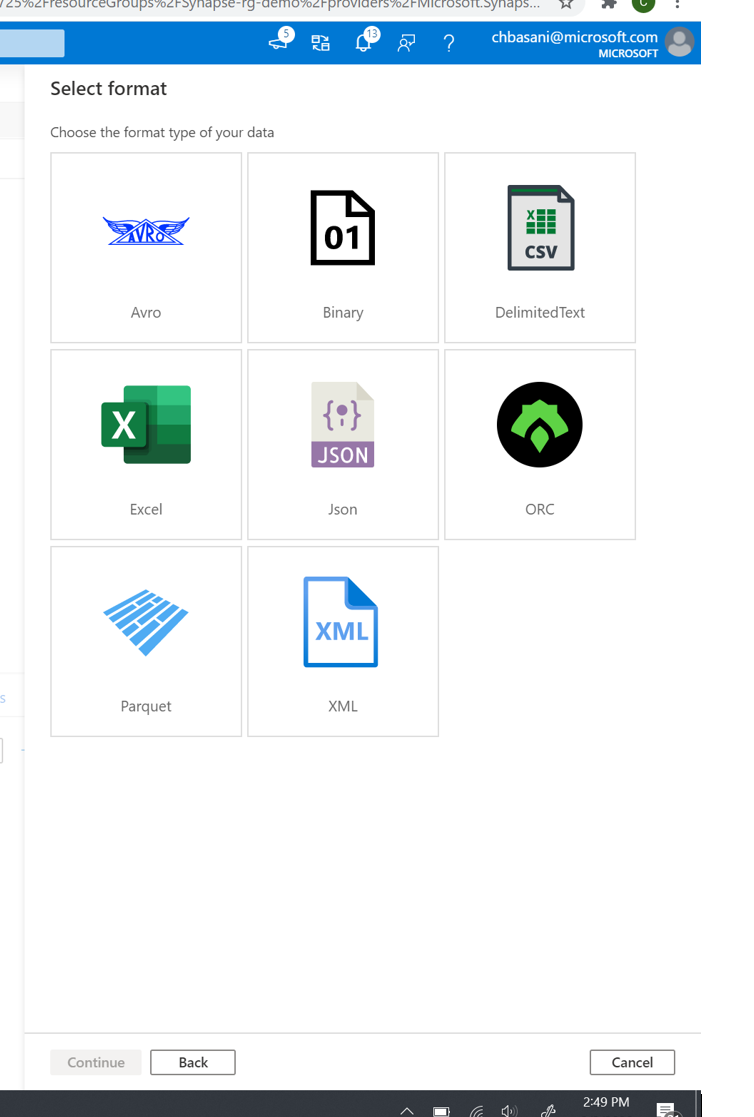 725%2FresourceGroups%2FSynapse-rg-demo%2Fproviders%2FMicrosoft.Synaps...
C
5
13
?
chbasani@microsoft.com
MICROSOFT
Select format
Choose the format type of your data
AVRO
01
X
CSV
Avro
Binary
DelimitedText
X
{ }
JSON
Excel
Json
ORC
XML
Parquet
XML
s
Continue
Back
Cancel
2:49 PM